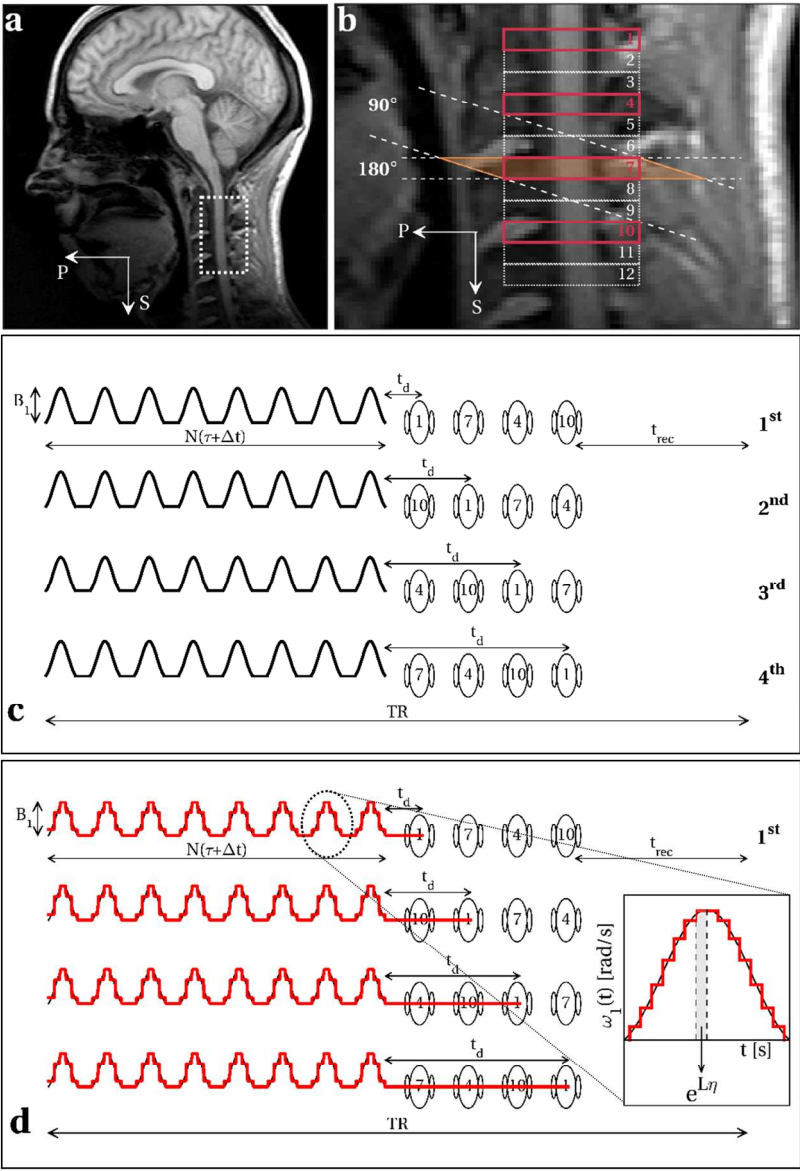 a
P
S
b
1
2
3
90°
4
5
6
180°
7
8
9
P
10
11
S
12
B1
td
1 7 4 10
1st
N(τ+Δt)
trec
td
10 1 7 4
2nd
td
4 10 1 7
3rd
td
7 4 10 1
4th
c
TR
B1
td
1 7 4 10
1st
N(τ+Δt)
trec
td
10 1 7 4
td
4 10 1 7
ω1(t) [rad/s]
t [s]
eLη
td
7 4 10 1
d
TR